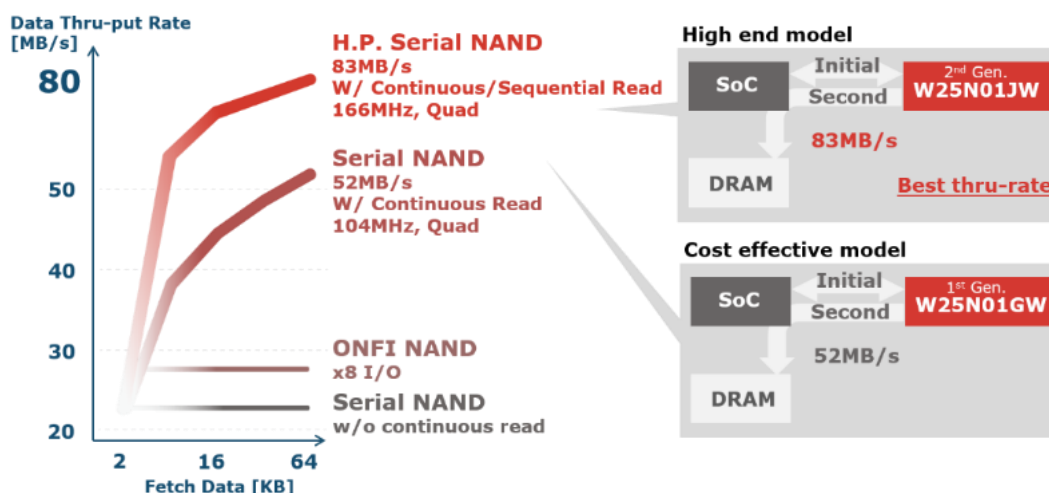 Data Thru-put Rate
[MB/s]
80
50
40
30
20
2 16 64
Fetch Data [KB]
H.P. Serial NAND
83MB/s
W/ Continuous/Sequential Read
166MHz, Quad
Serial NAND
52MB/s
W/ Continuous Read
104MHz, Quad
ONFI NAND
x8 I/O
Serial NAND
w/o continuous read
High end model
SoC
Initial
Second
2nd Gen.
W25N01JW
83MB/s
DRAM
Best thru-rate
Cost effective model
SoC
Initial
Second
1st Gen.
W25N01GW
52MB/s
DRAM